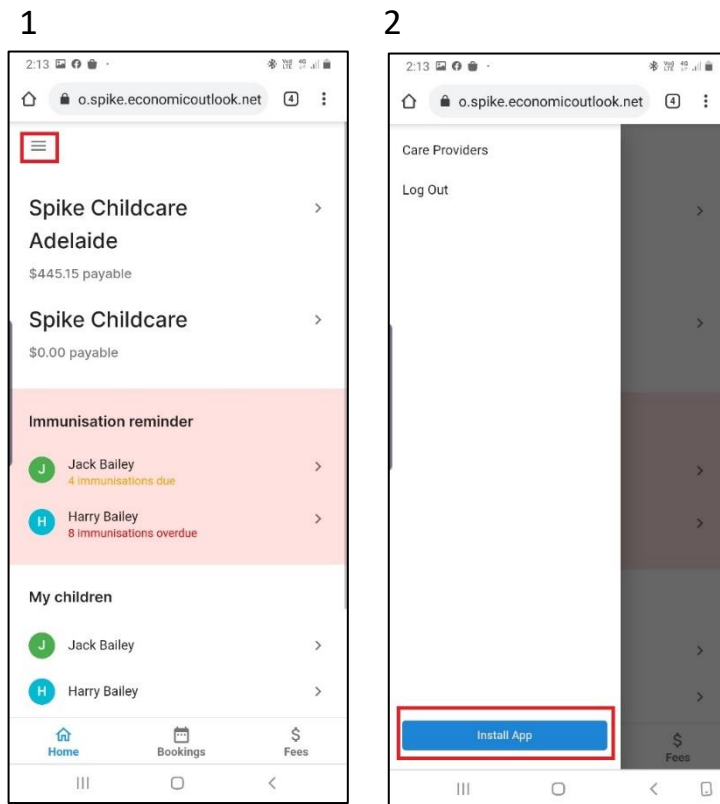 1
2:13
o.spike.economicoutlook.net
4
Spike Childcare
Adelaide
$445.15 payable
Spike Childcare
$0.00 payable
Immunisation reminder
J
Jack Bailey
4 immunisations due
H
Harry Bailey
8 immunisations overdue
My children
J
Jack Bailey
H
Harry Bailey
Home Bookings $ Fees
2
2:13
o.spike.economicoutlook.net
4
Care Providers
Log Out
Install App
$
Fees